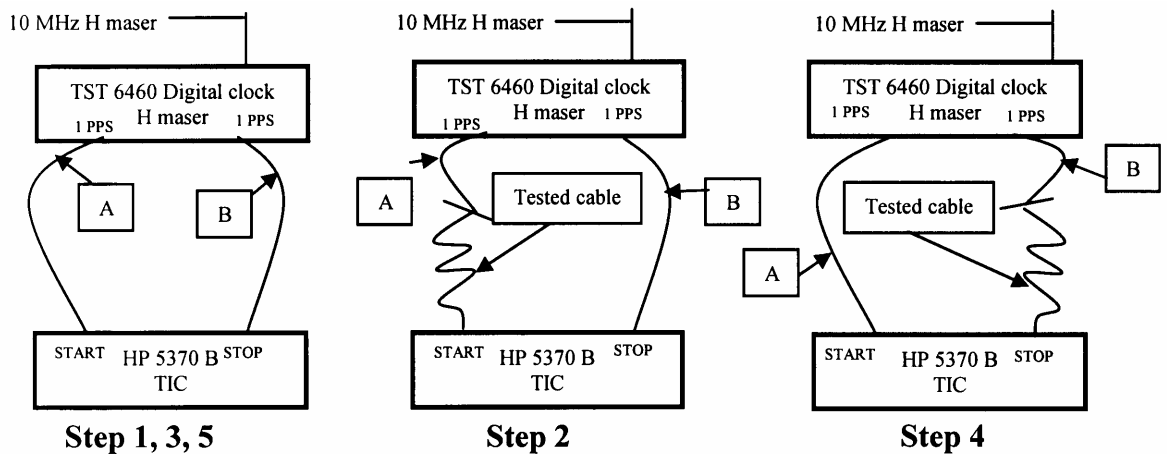 10 MHz H maser
TST 6460 Digital clock
H maser
1 PPS
1 PPS
A
B
START
HP 5370 B
STOP
TIC
Step 1, 3, 5
10 MHz H maser
TST 6460 Digital clock
H maser
1 PPS
1 PPS
A
Tested cable
B
START
HP 5370 B
STOP
TIC
Step 2
10 MHz H maser
TST 6460 Digital clock
H maser
1 PPS
1 PPS
B
Tested cable
A
START
HP 5370 B
STOP
TIC
Step 4